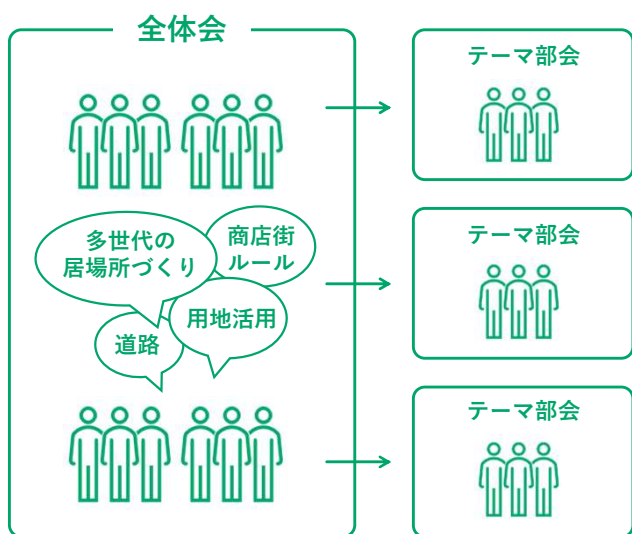 全体会
多世代の
居場所づくり
商店街
ルール
用地活用
道路
テーマ部会
テーマ部会
テーマ部会